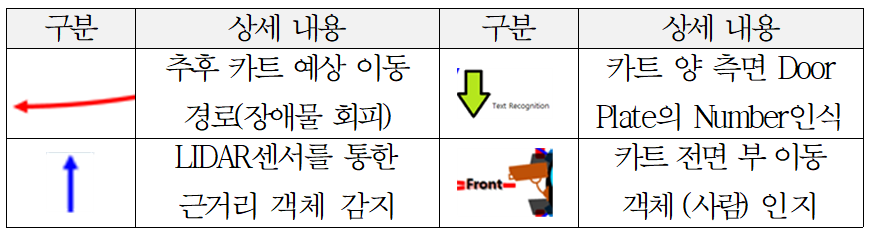 구분 상세 내용 구분 상세 내용
추후 카트 예상 이동
경로(장애물 회피)
Text Recognition
카트 양 측면 Door
Plate의 Number인식
LIDAR센서를 통한
근거리 객체 감지
Front
카트 전면 부 이동
객체(사람) 인지